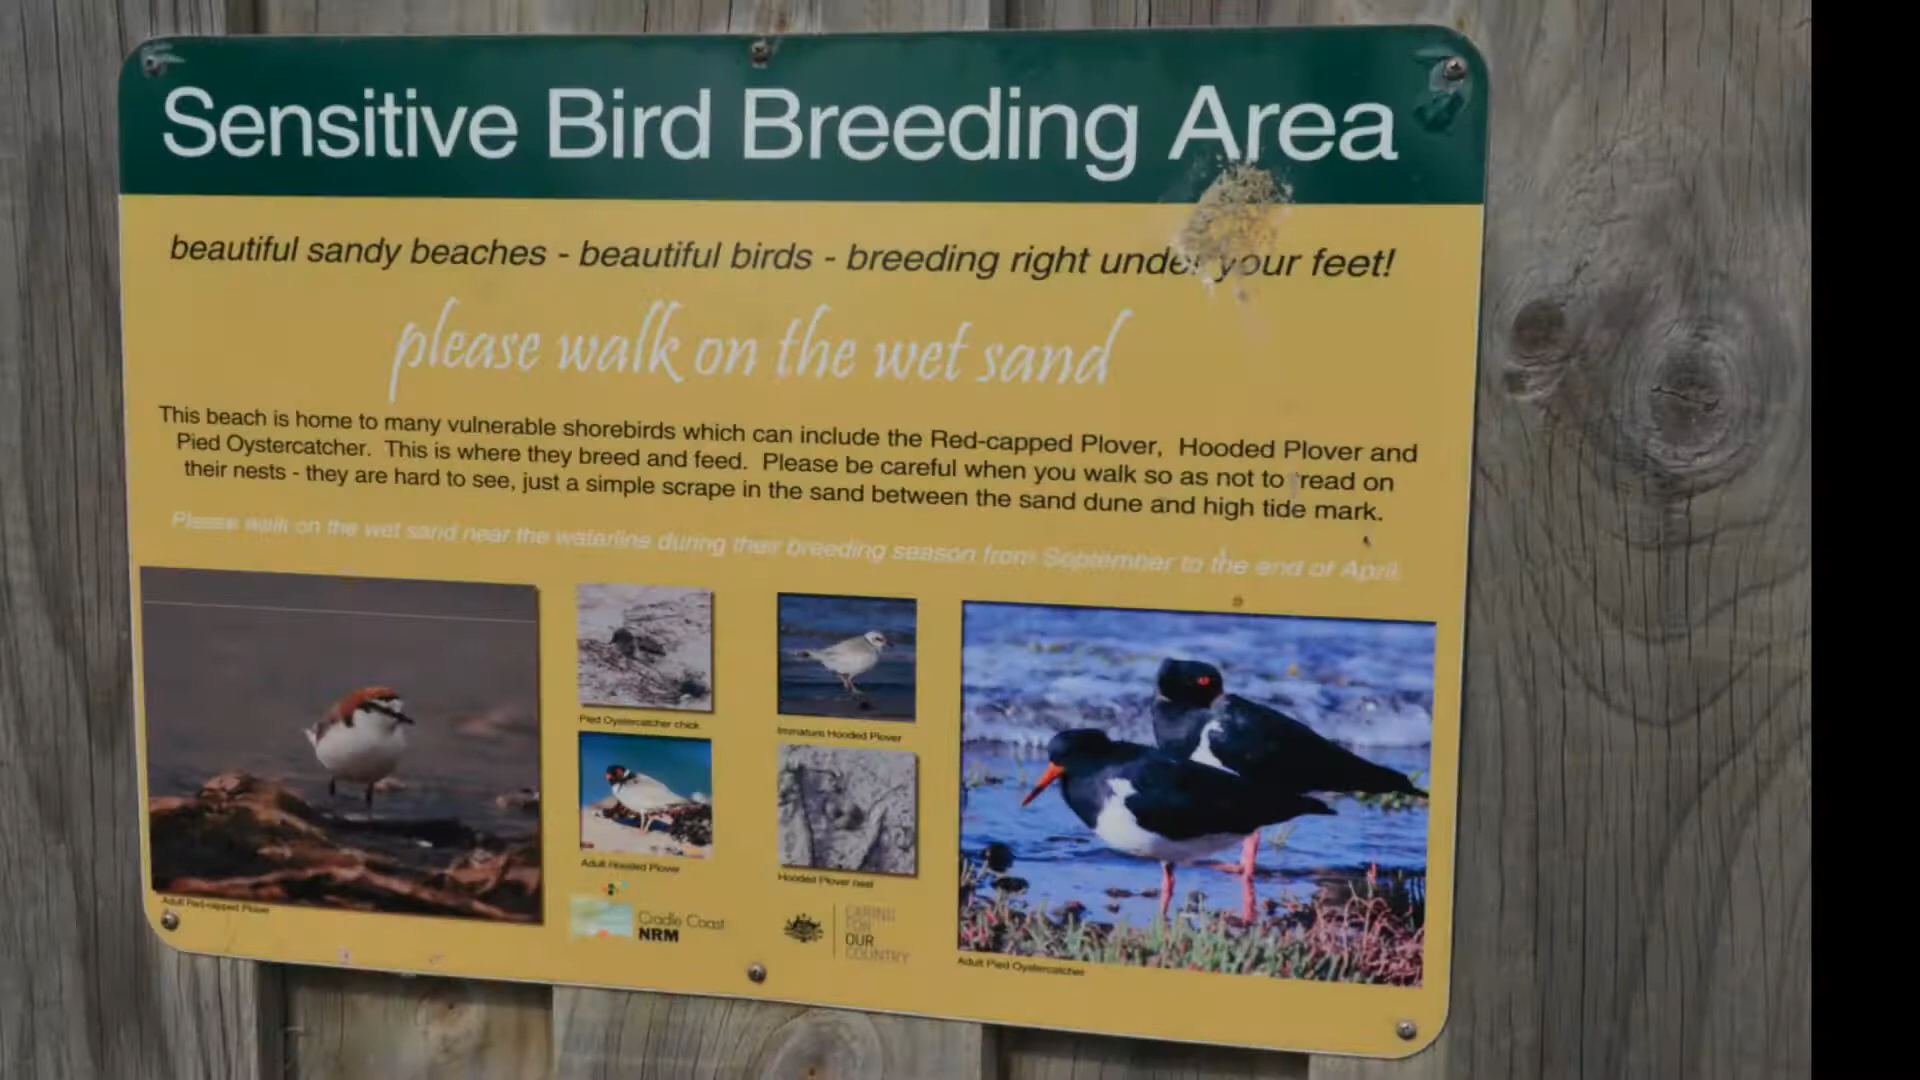 Sensitive Bird Breeding Area
beautiful sandy beaches - beautiful birds - breeding right under your feet!
please walk on the wet sand
This beach is home to many vulnerable shorebirds which can include the Red-capped Plover, Hooded Plover and
Pied Oystercatcher. This is where they breed and feed. Please be careful when you walk so as not to tread on
their nests - they are hard to see, just a simple scrape in the sand between the sand dune and high tide mark.
Please walk on the wet sand near the waterline during their breeding season from September to the end of April.
Pied Oystercatcher chick
Immature Hooded Plover
Adult Hooded Plover
Hooded Plover nest
Adult Red-capped Plover
Adult Pied Oystercatcher
Cradle Coast
NRM
CARING
FOR
OUR
COUNTRY